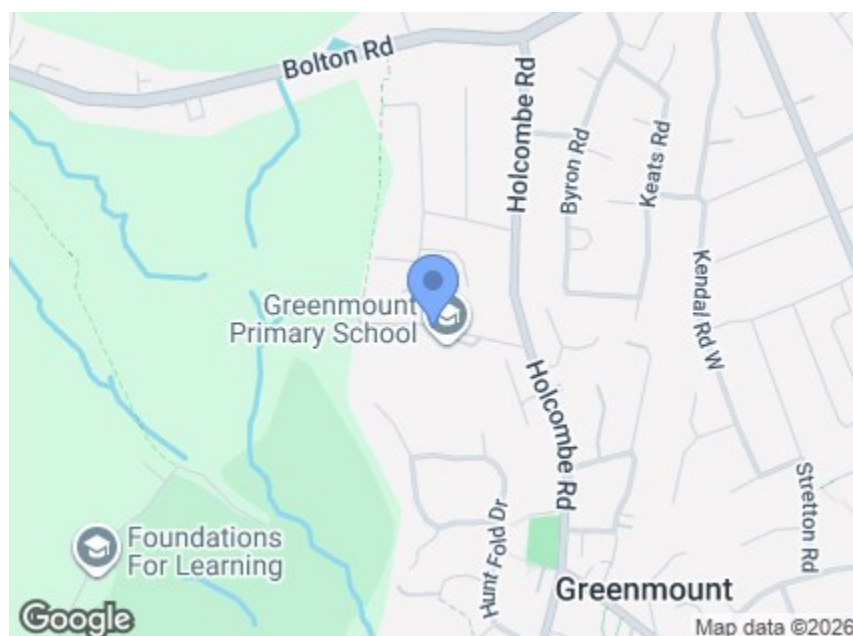 Bolton Rd
Holcombe Rd
Byron Rd
Keats Rd
Kendal Rd W
Greenmount
Primary School
Holcombe Rd
Stretton Rd
Hunt Fold Dr
Foundations
For Learning
Greenmount
Google
Map data ©2026